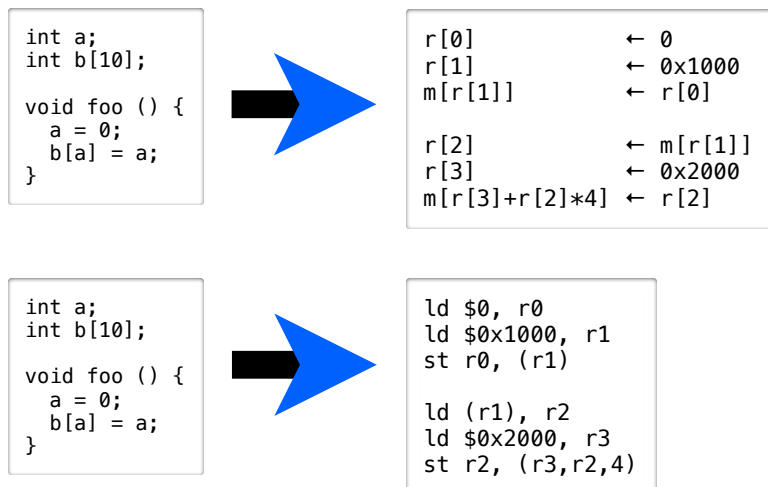 int a;
int b[10];

void foo () {
  a = 0;
  b[a] = a;
}

r[0]            ← 0
r[1]            ← 0x1000
m[r[1]]         ← r[0]

r[2]            ← m[r[1]]
r[3]            ← 0x2000
m[r[3]+r[2]*4] ← r[2]

int a;
int b[10];

void foo () {
  a = 0;
  b[a] = a;
}

ld $0, r0
ld $0x1000, r1
st r0, (r1)

ld (r1), r2
ld $0x2000, r3
st r2, (r3,r2,4)